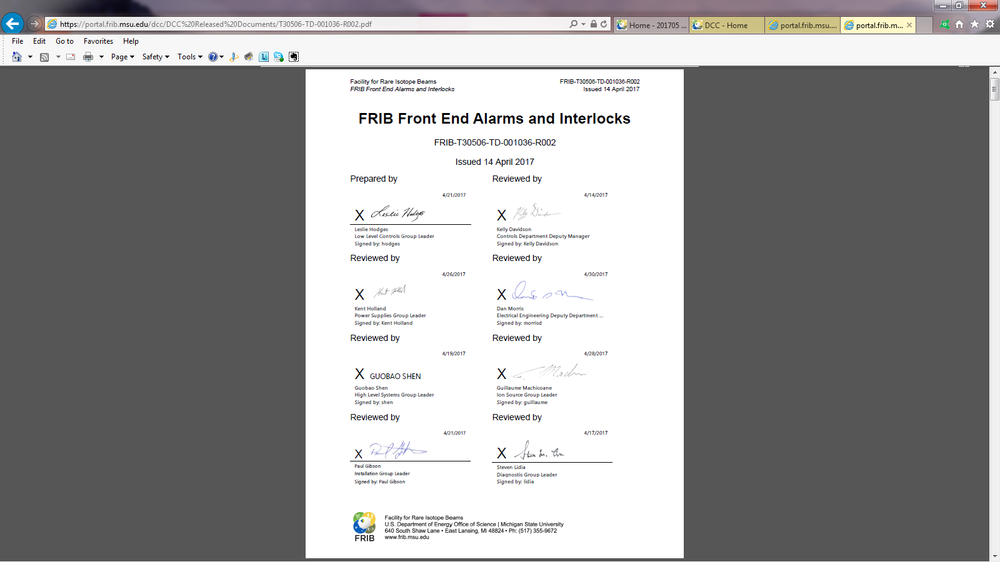 https://portal.frib.msu.edu/dcc/DCC%20Released%20Documents/T30506-TD-001036-R002.pdf
Home - 201705 ...
DCC - Home
portal.frib.msu....
portal.frib.m...
File Edit Go to Favorites Help
Page Safety Tools
Facility for Rare Isotope Beams FRIB-T30506-TD-001036-R002
FRIB Front End Alarms and Interlocks Issued 14 April 2017
FRIB Front End Alarms and Interlocks
FRIB-T30506-TD-001036-R002
Issued 14 April 2017
Prepared by Reviewed by
4/21/2017 4/14/2017
X Leslie Hodges X Kelly Davidson
Leslie Hodges Kelly Davidson
Low Level Controls Group Leader Controls Department Deputy Manager
Signed by: hodges Signed by: Kelly Davidson
Reviewed by Reviewed by
4/26/2017 4/30/2017
X Kent Holland X
Kent Holland Dan Morris
Power Supplies Group Leader Electrical Engineering Deputy Department ...
Signed by: Kent Holland Signed by: morrisd
Reviewed by Reviewed by
4/19/2017 4/28/2017
X GUOBAO SHEN X
Guobao Shen Guillaume Machicoane
High Level Systems Group Leader Ion Source Group Leader
Signed by: shen Signed by: guillaume
Reviewed by Reviewed by
4/21/2017 4/17/2017
X X
Paul Gibson Steven Lidia
Installation Group Leader Diagnostis Group Leader
Signed by: Paul Gibson Signed by: lidia
FRIB
Facility for Rare Isotope Beams
U.S. Department of Energy Office of Science | Michigan State University
640 South Shaw Lane • East Lansing, MI 48824 • Ph: (517) 355-9672
www.frib.msu.edu